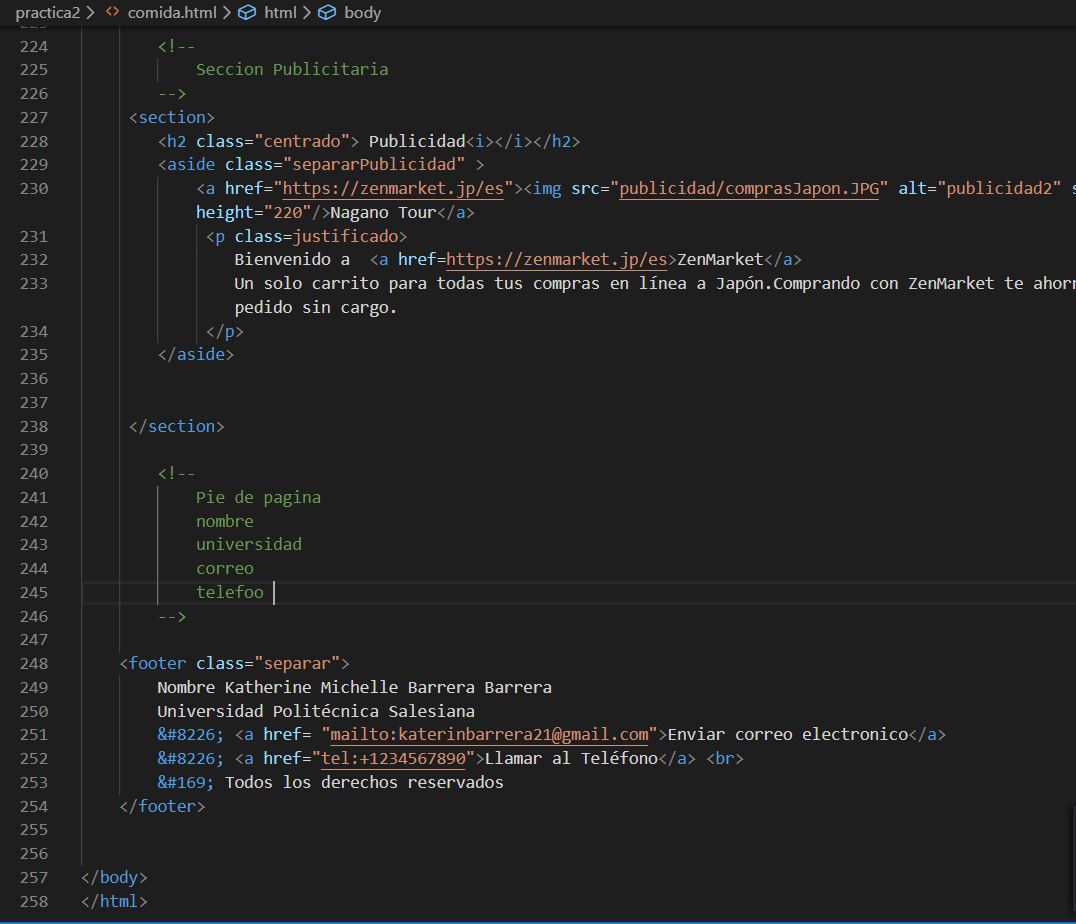 practica2 > <> comida.html > html > body
224 <!--
225 Seccion Publicitaria
226 -->
227 <section>
228 <h2 class="centrado"> Publicidad<i></i></h2>
229 <aside class="separarPublicidad" >
230 <a href="https://zenmarket.jp/es"><img src="publicidad/comprasJapon.JPG" alt="publicidad2" s
height="220"/>Nagano Tour</a>
231 <p class=justificado>
232 Bienvenido a  <a href=https://zenmarket.jp/es>ZenMarket</a>
233 Un solo carrito para todas tus compras en línea a Japón.Comprando con ZenMarket te ahorr
pedido sin cargo.
234 </p>
235 </aside>
236
237
238 </section>
239
240 <!--
241 Pie de pagina
242 nombre
243 universidad
244 correo
245 telefoo
246 -->
247
248 <footer class="separar">
249 Nombre Katherine Michelle Barrera Barrera
250 Universidad Politécnica Salesiana
251 &#8226; <a href= "mailto:katerinbarrera21@gmail.com">Enviar correo electronico</a>
252 &#8226; <a href="tel:+1234567890">Llamar al Teléfono</a> <br>
253 &#169; Todos los derechos reservados
254 </footer>
255
256
257 </body>
258 </html>